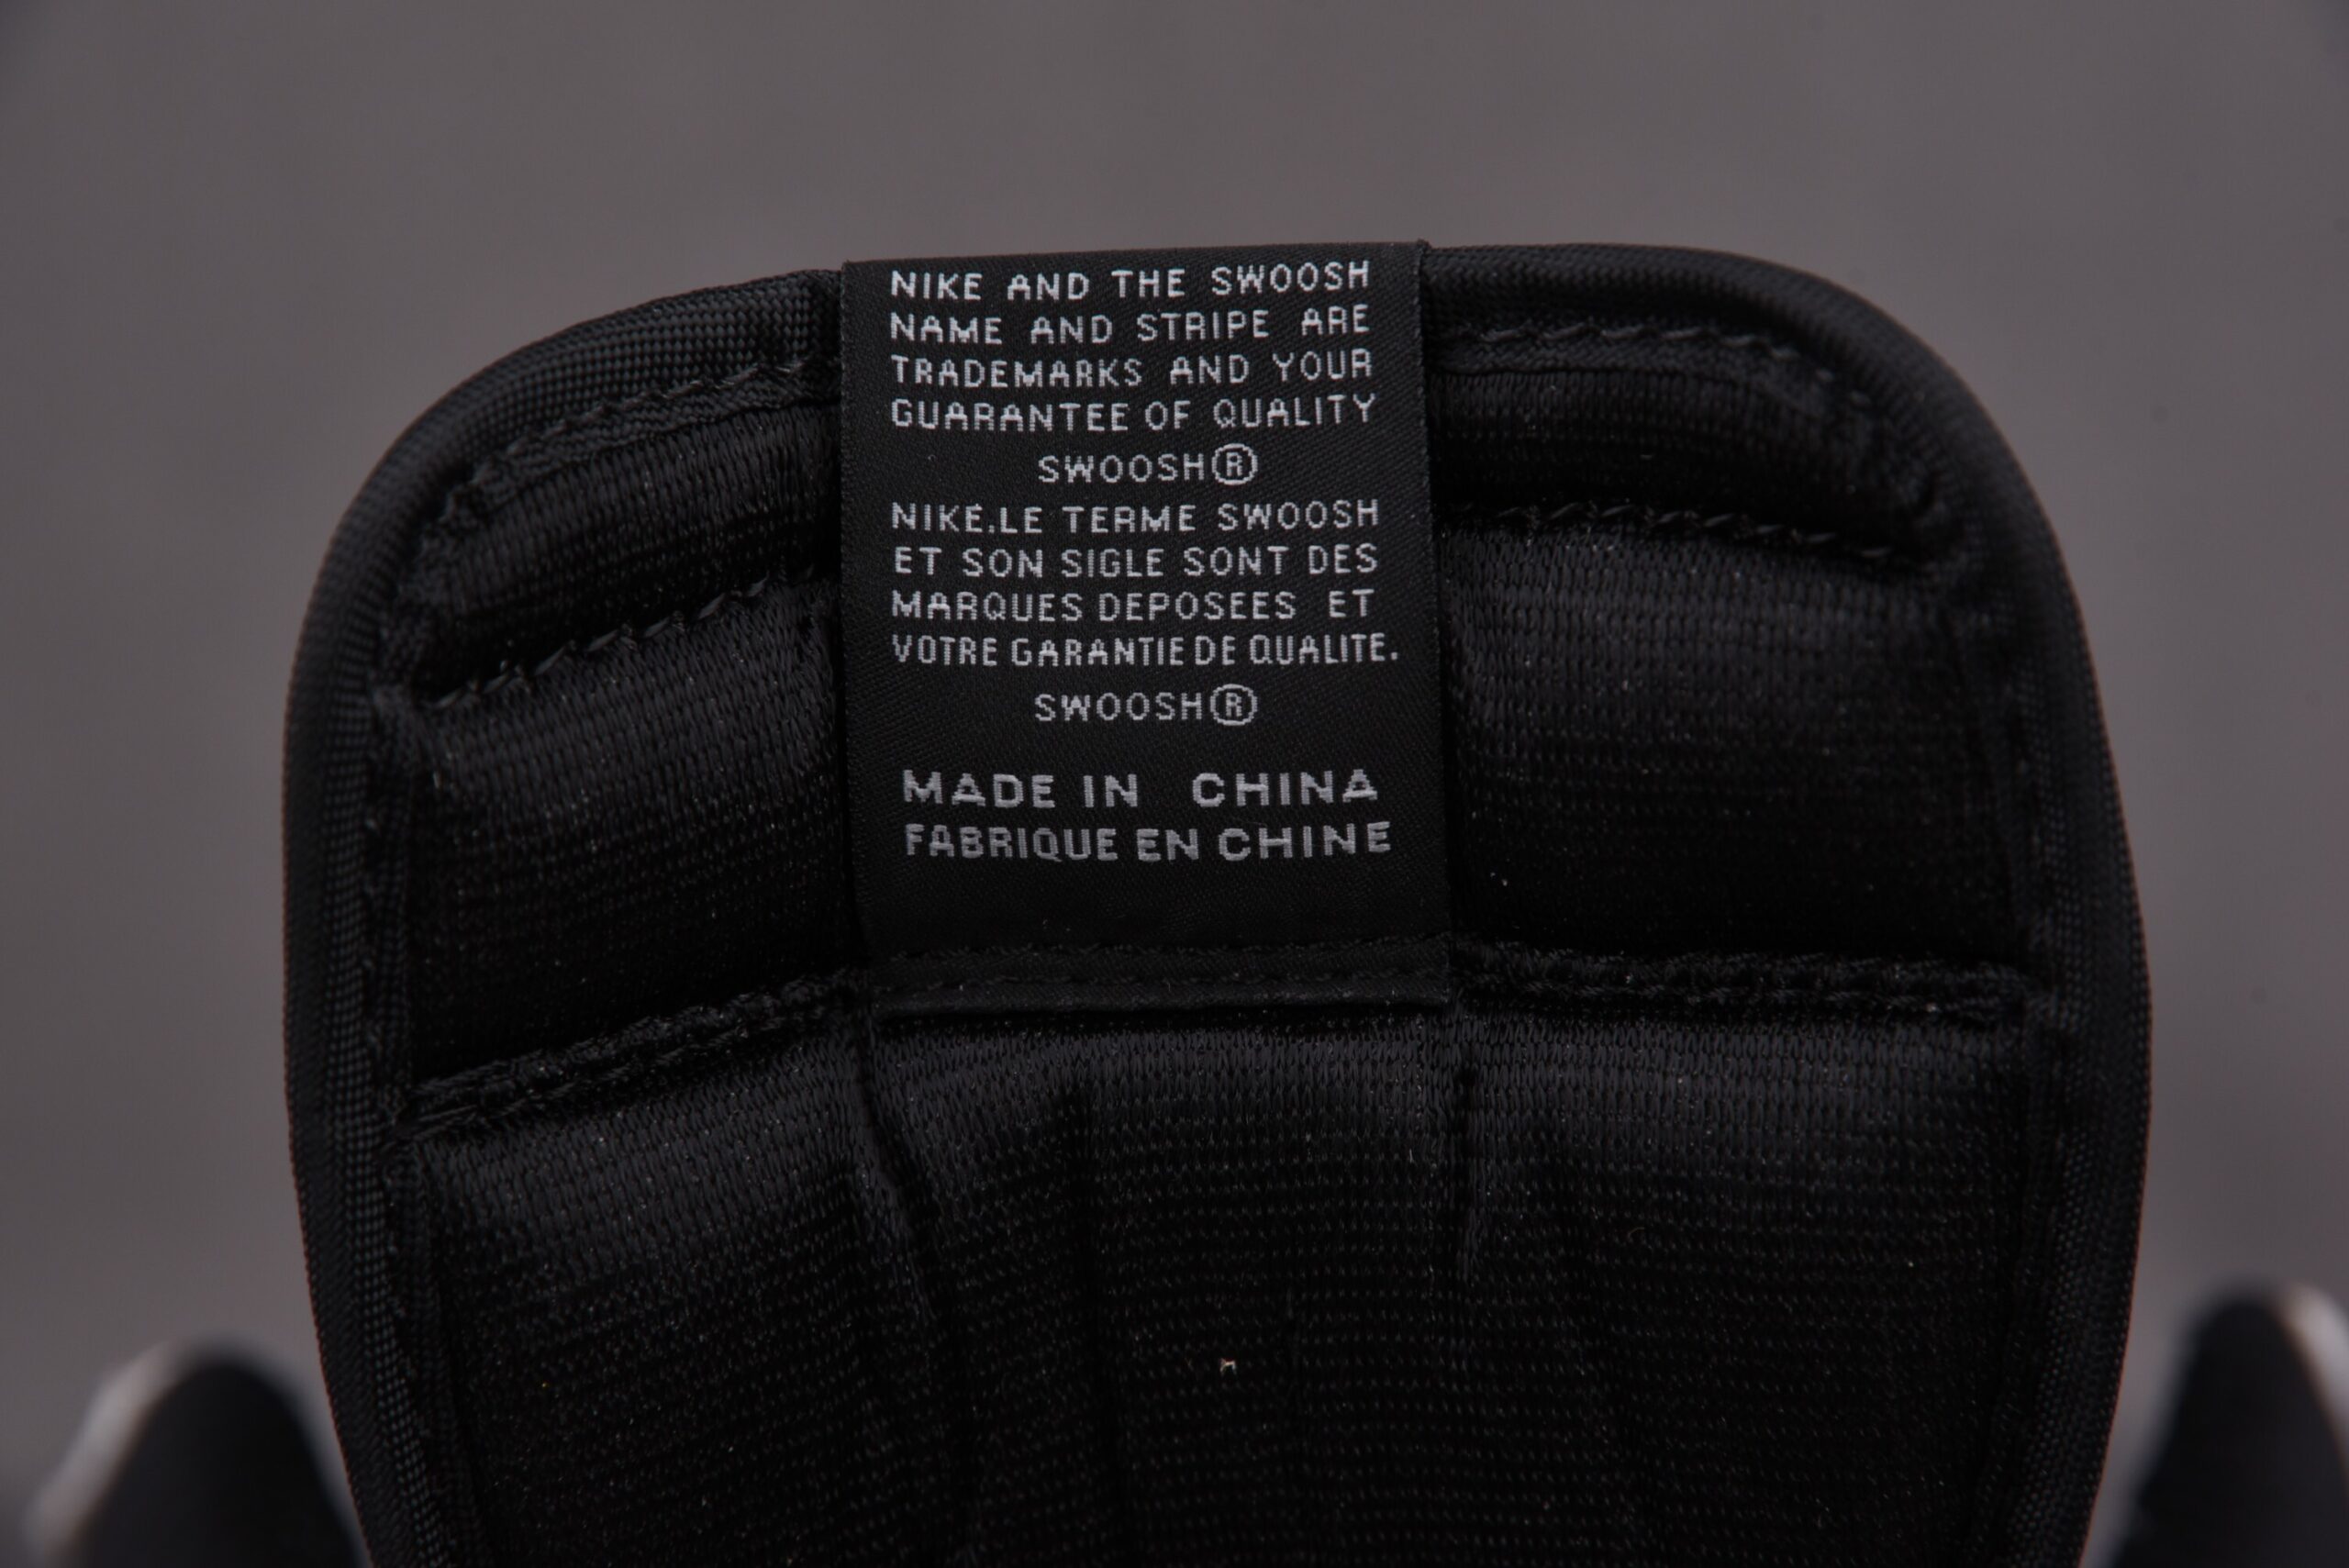 NIKE AND THE SWOOSH
NAME AND STRIPE ARE
TRADEMARKS AND YOUR
GUARANTEE OF QUALITY
SWOOSH®
NIKE.LE TERME SWOOSH
ET SON SIGLE SONT DES
MARQUES DEPOSEES ET
VOTRE GARANTIE DE QUALITE.
SWOOSH®
MADE IN CHINA
FABRIQUE EN CHINE